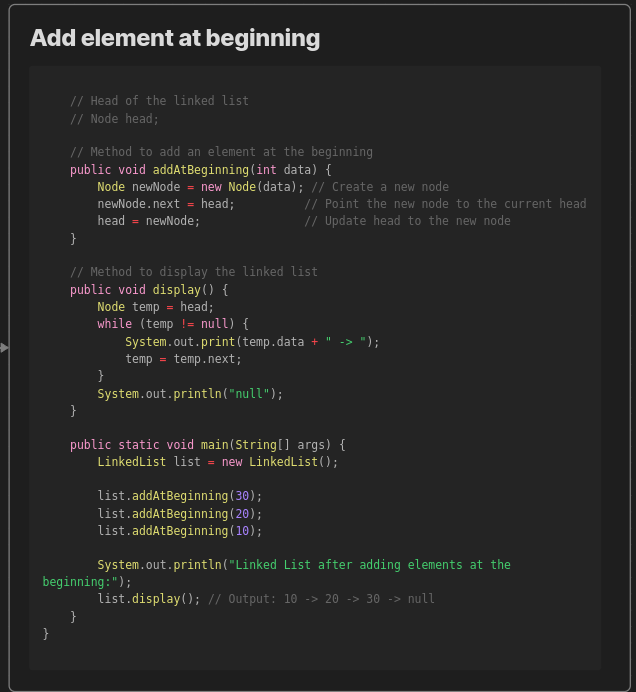 Add element at beginning
// Head of the linked list
// Node head;
// Method to add an element at the beginning
public void addAtBeginning(int data) {
Node newNode = new Node(data); // Create a new node
newNode.next = head;          // Point the new node to the current head
head = newNode;               // Update head to the new node
}
// Method to display the linked list
public void display() {
Node temp = head;
while (temp != null) {
System.out.print(temp.data + " -> ");
temp = temp.next;
}
System.out.println("null");
}
public static void main(String[] args) {
LinkedList list = new LinkedList();
list.addAtBeginning(30);
list.addAtBeginning(20);
list.addAtBeginning(10);
System.out.println("Linked List after adding elements at the
beginning:");
list.display(); // Output: 10 -> 20 -> 30 -> null
}
}